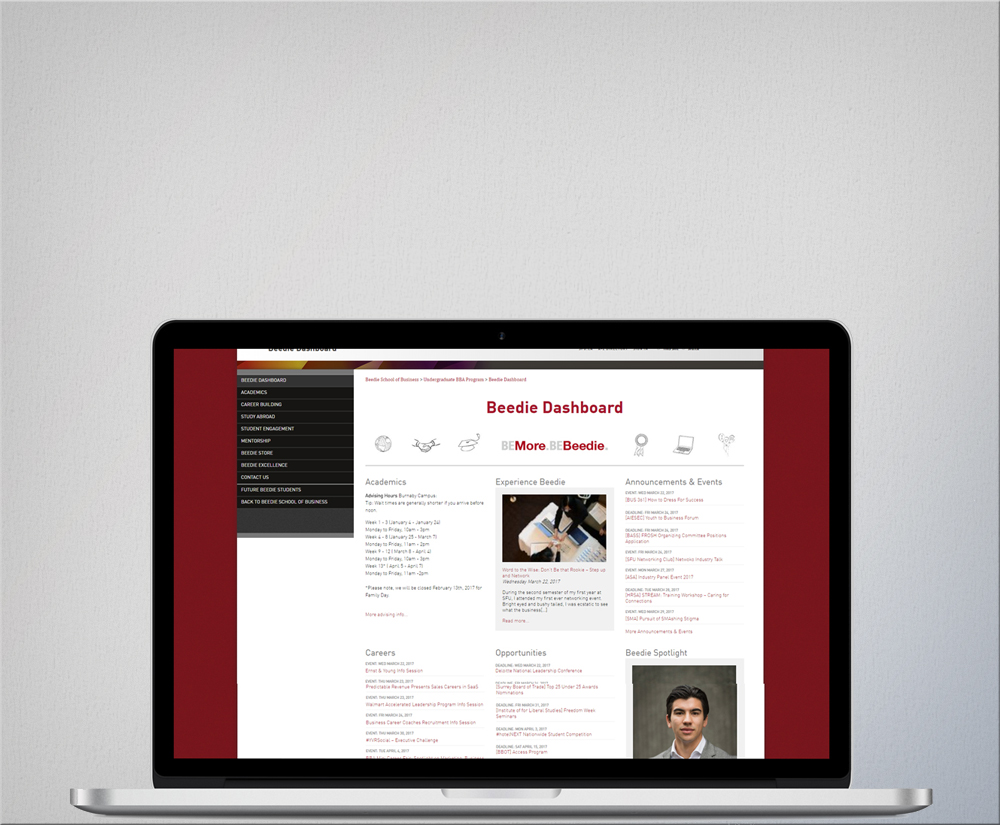 Beedie Dashboard
BEEDIE DASHBOARD
ACADEMICS
CAREER BUILDING
STUDY ABROAD
STUDENT ENGAGEMENT
MENTORSHIP
BEEDIE STORE
BEEDIE EXCELLENCE
CONTACT US
FUTURE BEEDIE STUDENTS
BACK TO BEEDIE SCHOOL OF BUSINESS
Beedie School of Business > Undergraduate BBA Program > Beedie Dashboard
Beedie Dashboard
BEMore.BEBeedie.
Academics
Advising Hours Burnaby Campus:
Tip: Wait times are generally shorter if you arrive before
noon.
Week 1 - 3 (January 4 - January 24)
Monday to Friday, 10am - 3pm
Week 4 - 8 (January 25 - March 7)
Monday to Friday, 11am - 2pm
Week 9 - 12 ( March 8 - April 4)
Monday to Friday, 10am - 3pm
Week 13* ( April 5 - April 7)
Monday to Friday, 11am -2pm
*Please note, we will be closed February 13th, 2017 for
Family Day.
More advising info...
Experience Beedie
Word to the Wise: Don't Be that Rookie – Step up
and Network
Wednesday March 22, 2017
During the second semester of my first year at
SFU, I attended my first ever networking event.
Bright eyed and bushy tailed, I was ecstatic to see
what the business[...]
Read more...
Announcements & Events
EVENT: WED MARCH 22, 2017
[BUS 361] How to Dress For Success
DEADLINE: FRI MARCH 24, 2017
[AIESEC] Youth to Business Forum
DEADLINE: FRI MARCH 24, 2017
[BASS] FROSH Organizing Committee Positions
Application
EVENT: FRI MARCH 24, 2017
[SFU Networking Club] Networx Industry Talk
EVENT: MON MARCH 27, 2017
[ASA] Industry Panel Event 2017
DEADLINE: TUE MARCH 28, 2017
[HRSA] STREAM: Training Workshop – Caring for
Connections
EVENT: WED MARCH 29, 2017
[SMA] Pursuit of SMAshing Stigma
More Announcements & Events
Careers
EVENT: WED MARCH 22, 2017
Ernst & Young Info Session
EVENT: THU MARCH 23, 2017
Predictable Revenue Presents Sales Careers in SaaS
EVENT: THU MARCH 23, 2017
Walmart Accelerated Leadership Program Info Session
EVENT: FRI MARCH 24, 2017
Business Career Coaches Recruitment Info Session
EVENT: THU MARCH 30, 2017
#YVRSocial – Executive Challenge
EVENT: TUE APRIL 4, 2017
Opportunities
DEADLINE: WED MARCH 22, 2017
Deloitte National Leadership Conference
[Surrey Board of Trade] Top 25 Under 25 Awards
Nominations
DEADLINE: FRI MARCH 31, 2017
[Institute of for Liberal Studies] Freedom Week
Seminars
DEADLINE: MON APRIL 3, 2017
#HotelNEXT Nationwide Student Competition
DEADLINE: SAT APRIL 15, 2017
[BBOT] Access Program
Beedie Spotlight